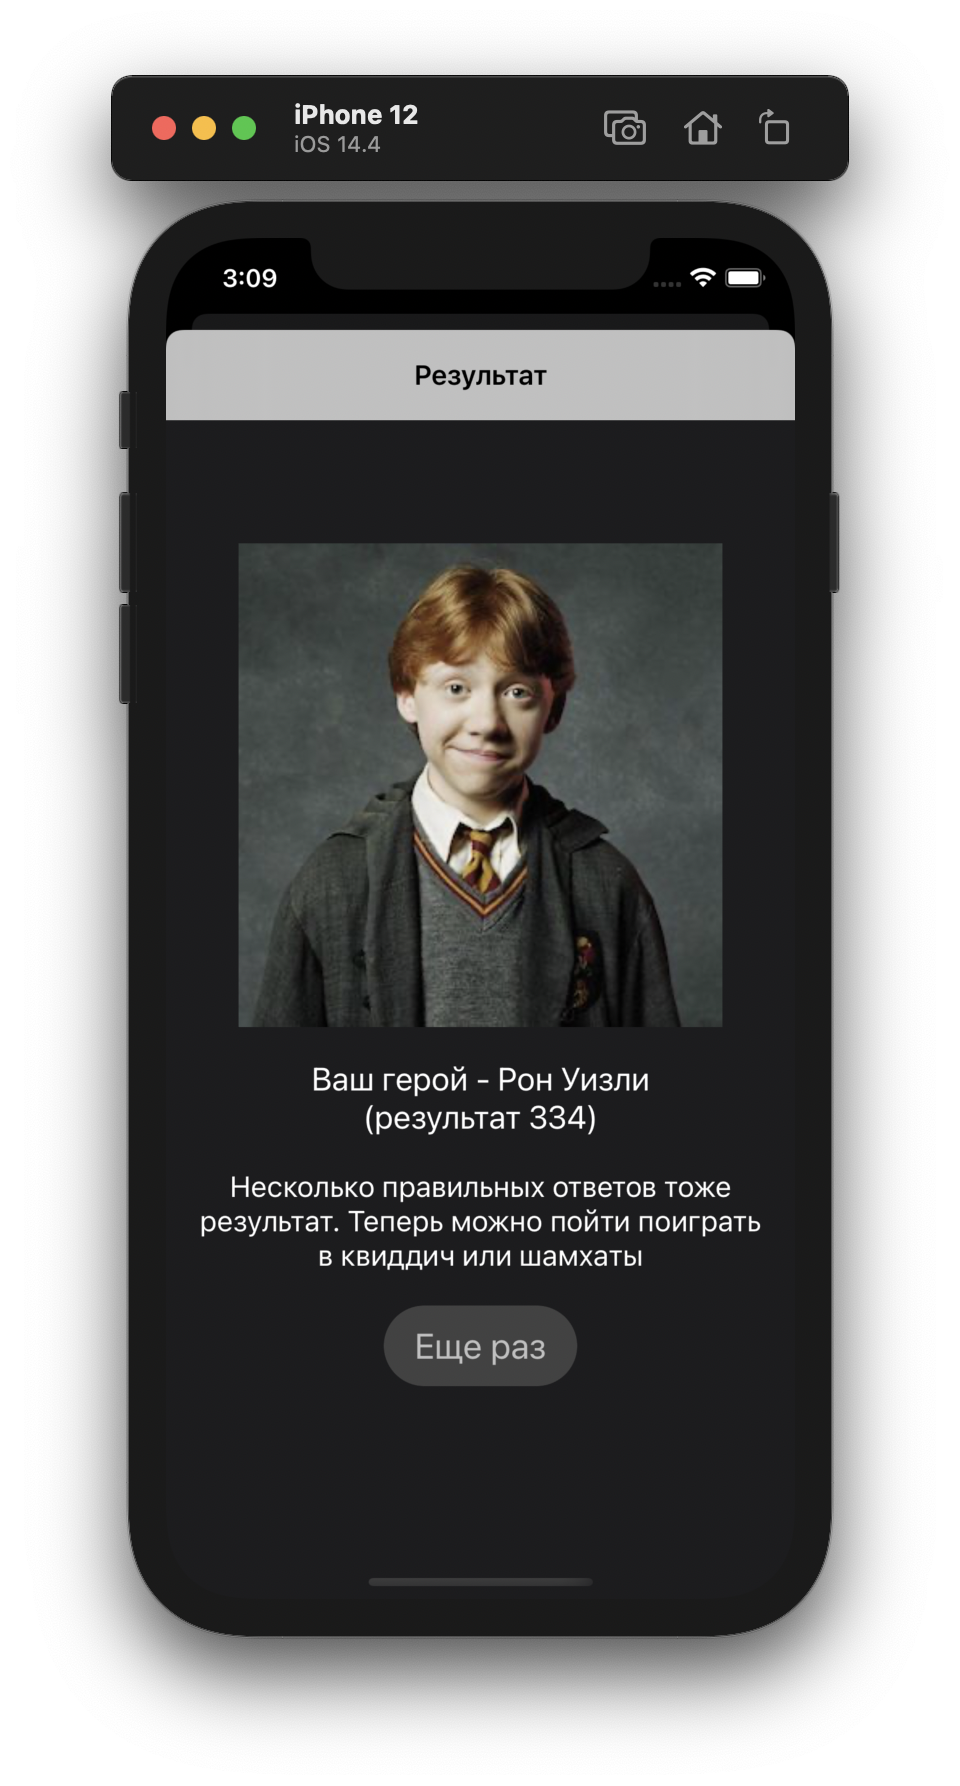 iPhone 12
iOS 14.4
3:09
Результат
Ваш герой - Рон Уизли
(результат 334)
Несколько правильных ответов тоже
результат. Теперь можно пойти поиграть
в квиддич или шамхаты
Еще раз